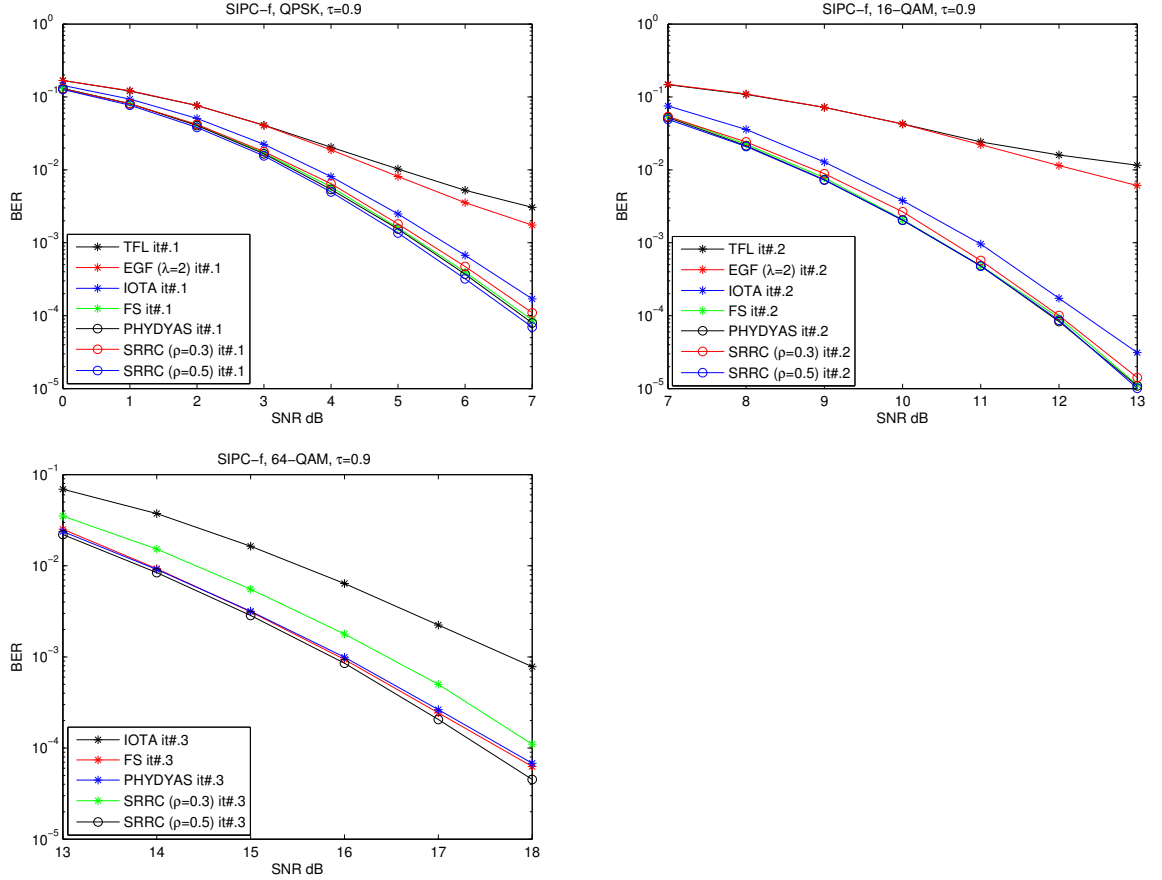 SIPC−f, QPSK, τ=0.9
10^0
10^−1
10^−2
10^−3
10^−4
10^−5
BER
TFL it#.1
EGF (λ=2) it#.1
IOTA it#.1
FS it#.1
PHYDYAS it#.1
SRRC (ρ=0.3) it#.1
SRRC (ρ=0.5) it#.1
0 1 2 3 4 5 6 7
SNR dB
SIPC−f, 16−QAM, τ=0.9
10^0
10^−1
10^−2
10^−3
10^−4
10^−5
BER
TFL it#.2
EGF (λ=2) it#.2
IOTA it#.2
FS it#.2
PHYDYAS it#.2
SRRC (ρ=0.3) it#.2
SRRC (ρ=0.5) it#.2
7 8 9 10 11 12 13
SNR dB
SIPC−f, 64−QAM, τ=0.9
10^−1
10^−2
10^−3
10^−4
10^−5
BER
IOTA it#.3
FS it#.3
PHYDYAS it#.3
SRRC (ρ=0.3) it#.3
SRRC (ρ=0.5) it#.3
13 14 15 16 17 18
SNR dB